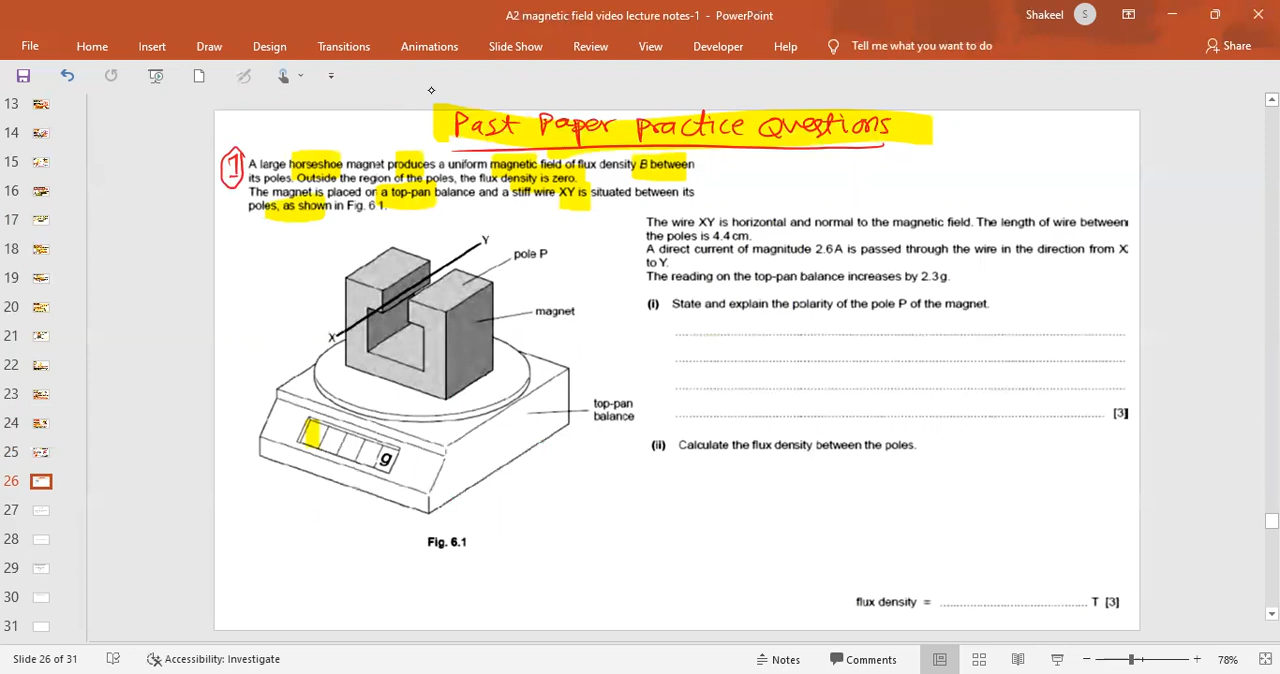 A2 magnetic field video lecture notes-1 - PowerPoint
Shakeel
S
File Home Insert Draw Design Transitions Animations Slide Show Review View Developer Help Tell me what you want to do Share
13
14
15
16
17
18
19
20
21
22
23
24
25
26
27
28
29
30
31
Past Paper Practice Questions
1
A large horseshoe magnet produces a uniform magnetic field of flux density B between
its poles. Outside the region of the poles, the flux density is zero.
The magnet is placed on a top-pan balance and a stiff wire XY is situated between its
poles, as shown in Fig. 6 1.
Y
pole P
magnet
X
top-pan
balance
g
Fig. 6.1
The wire XY is horizontal and normal to the magnetic field. The length of wire between
the poles is 4.4 cm.
A direct current of magnitude 2.6 A is passed through the wire in the direction from X
to Y.
The reading on the top-pan balance increases by 2.3 g.
(i) State and explain the polarity of the pole P of the magnet.
[3]
(ii) Calculate the flux density between the poles.
flux density = T [3]
Slide 26 of 31
Accessibility: Investigate
Notes
Comments
78%